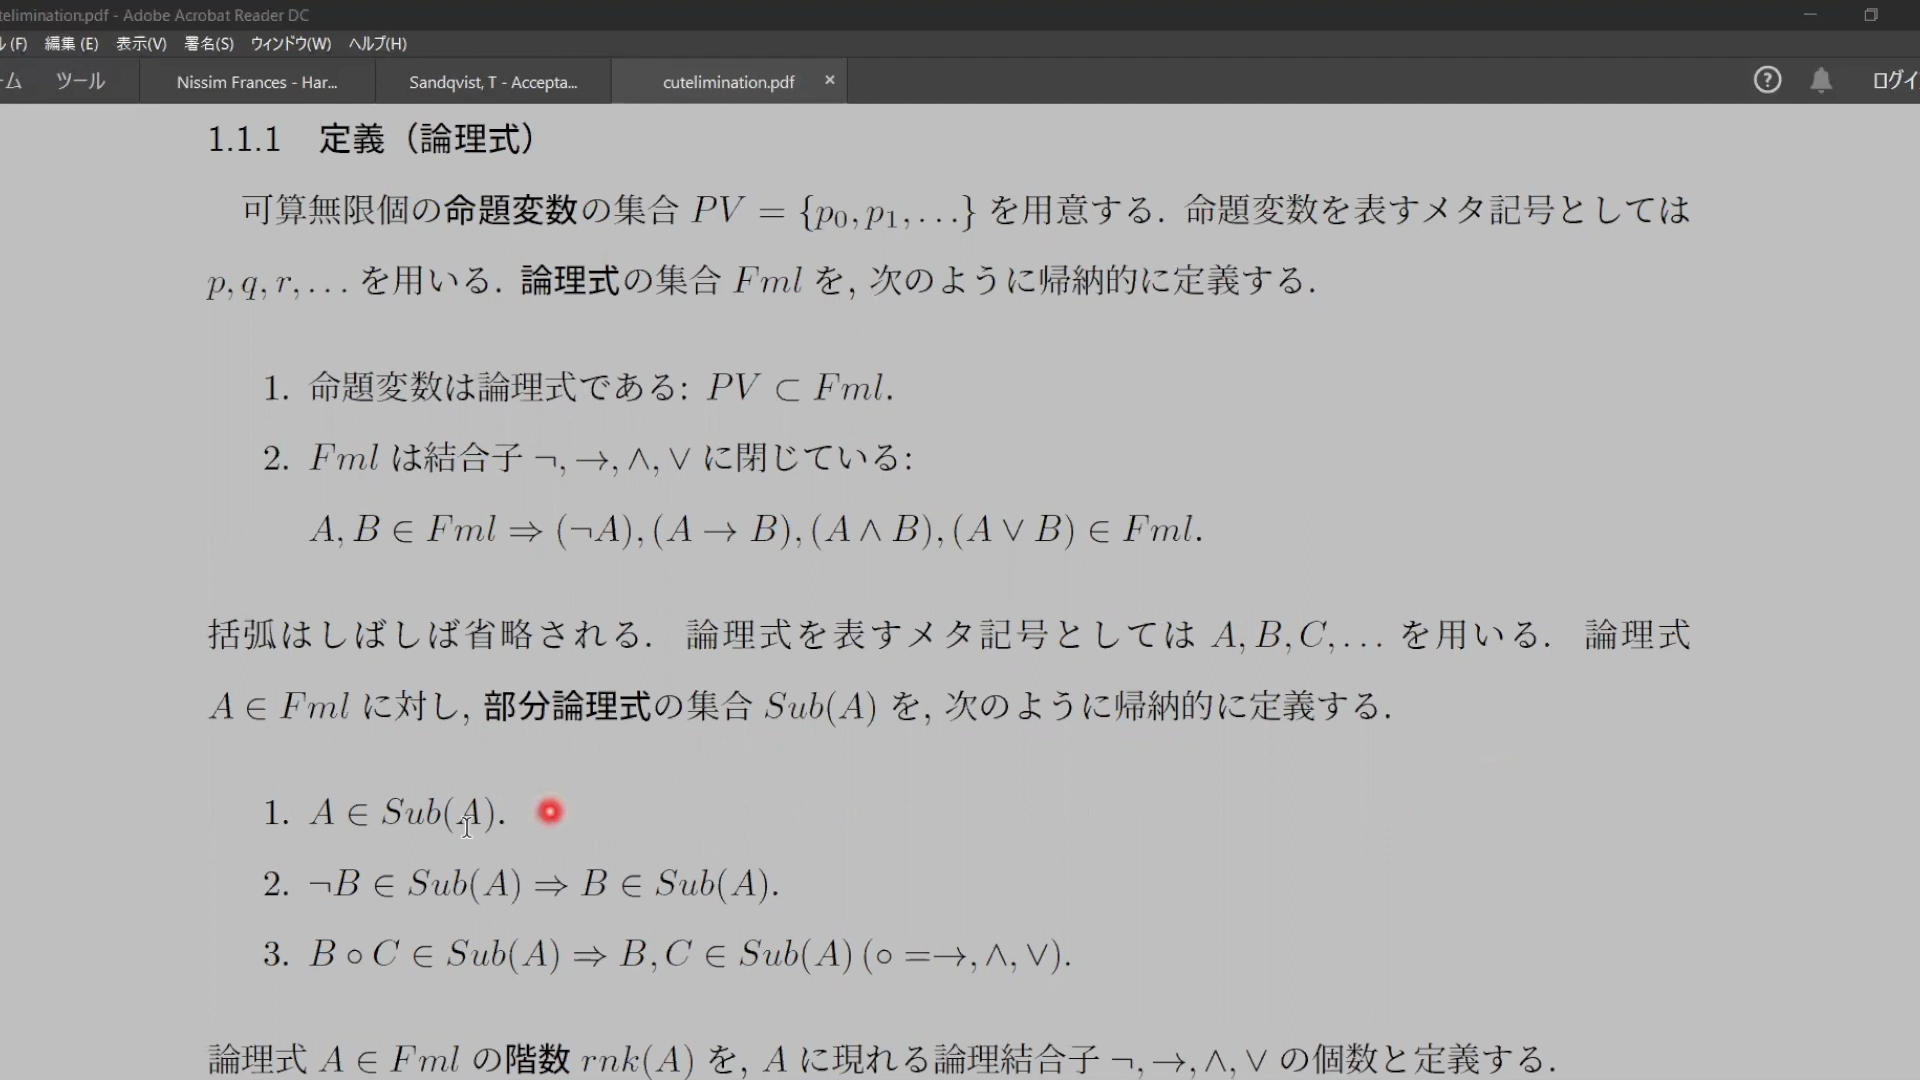 telimination.pdf - Adobe Acrobat Reader DC
(F) 編集 (E) 表示(V) 署名(S) ウィンドウ(W) ヘルプ(H)
ーム ツール Nissim Frances - Har... Sandqvist, T - Accepta... cutelimination.pdf × ? ログイ
1.1.1 定義（論理式）
可算無限個の命題変数の集合 PV = {p₀, p₁, . . .} を用意する. 命題変数を表すメタ記号としては
p, q, r, . . . を用いる. 論理式の集合 Fml を, 次のように帰納的に定義する.
1. 命題変数は論理式である: PV ⊂ Fml.
2. Fml は結合子 ¬, →, ∧, ∨ に閉じている:
A, B ∈ Fml ⇒ (¬A), (A → B), (A ∧ B), (A ∨ B) ∈ Fml.
括弧はしばしば省略される. 論理式を表すメタ記号としては A, B, C, . . . を用いる. 論理式
A ∈ Fml に対し, 部分論理式の集合 Sub(A) を, 次のように帰納的に定義する.
1. A ∈ Sub(A).
2. ¬B ∈ Sub(A) ⇒ B ∈ Sub(A).
3. B ∘ C ∈ Sub(A) ⇒ B, C ∈ Sub(A) (∘ =→, ∧, ∨).
論理式 A ∈ Fml の階数 rnk(A) を, A に現れる論理結合子 ¬, →, ∧, ∨ の個数と定義する.